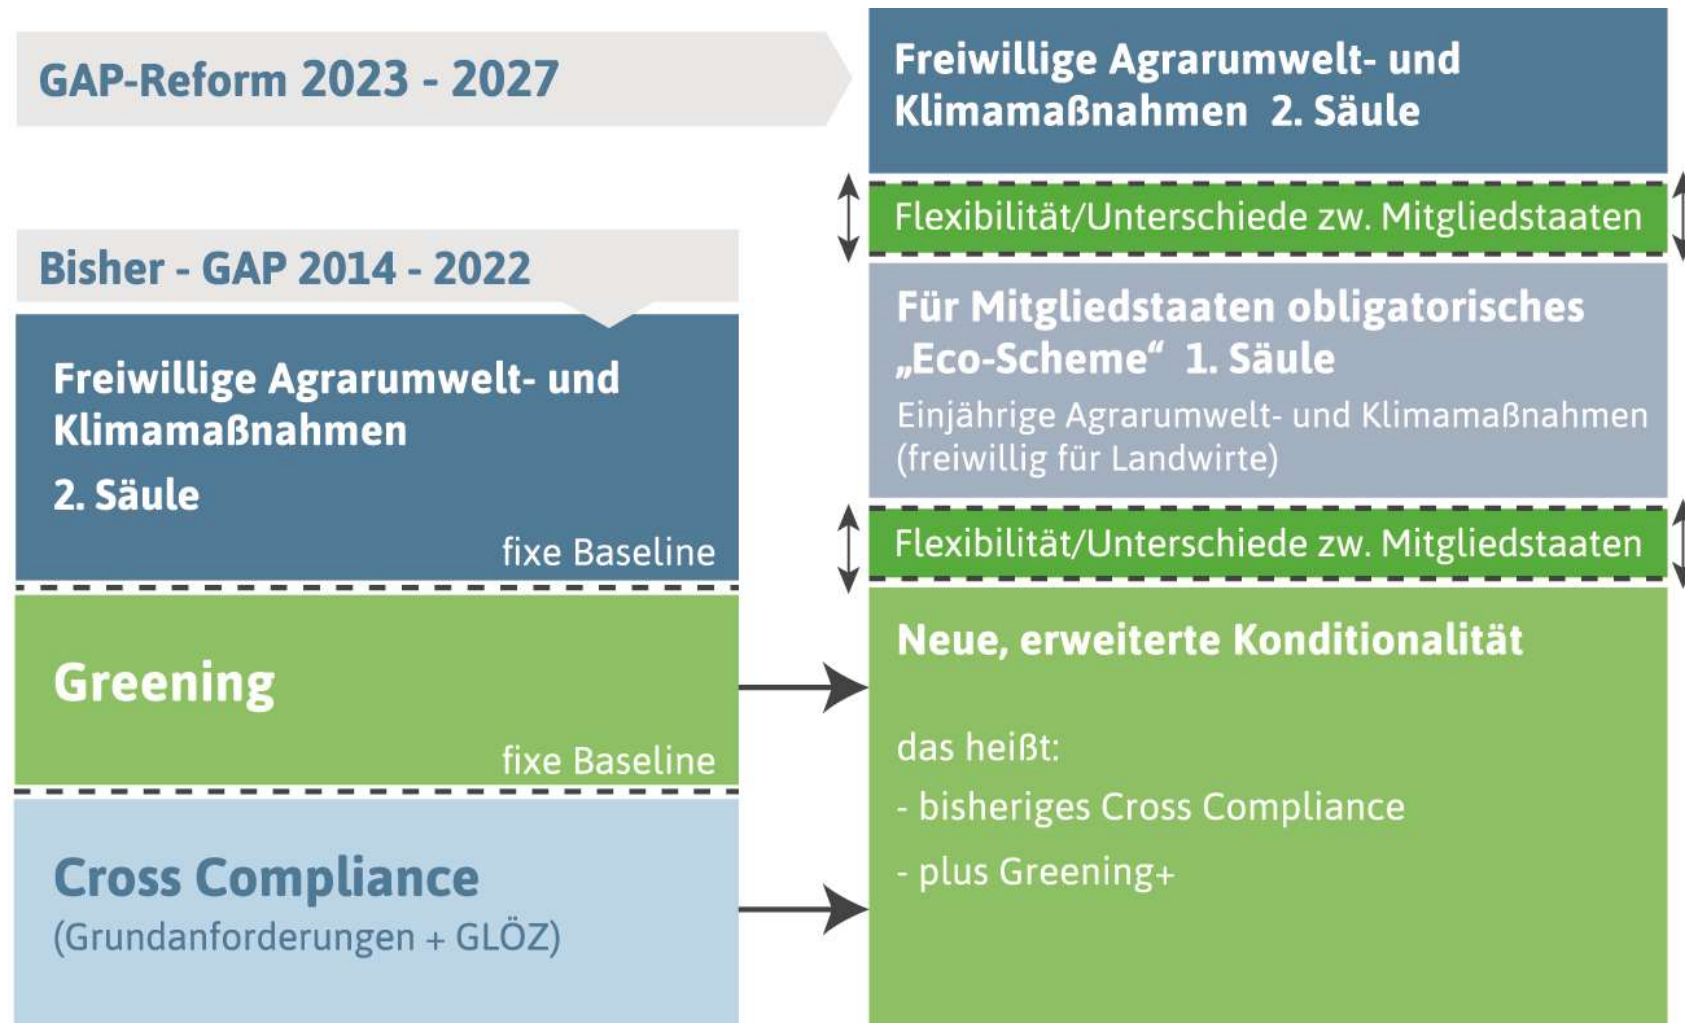 GAP-Reform 2023 - 2027
Bisher - GAP 2014 - 2022
Freiwillige Agrarumwelt- und
Klimamaßnahmen
2. Säule
fixe Baseline
Greening
fixe Baseline
Cross Compliance
(Grundanforderungen + GLÖZ)
Freiwillige Agrarumwelt- und
Klimamaßnahmen 2. Säule
Flexibilität/Unterschiede zw. Mitgliedstaaten
Für Mitgliedstaaten obligatorisches
„Eco-Scheme“ 1. Säule
Einjährige Agrarumwelt- und Klimamaßnahmen
(freiwillig für Landwirte)
Flexibilität/Unterschiede zw. Mitgliedstaaten
Neue, erweiterte Konditionalität
das heißt:
- bisheriges Cross Compliance
- plus Greening+